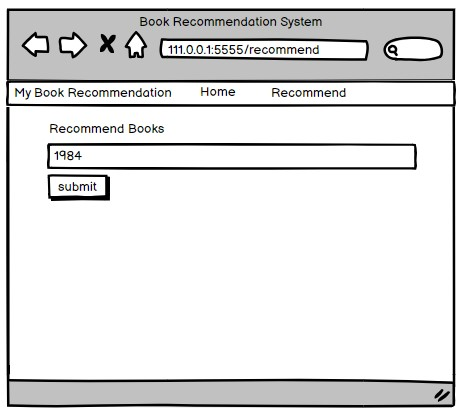 Book Recommendation System
111.0.0.1:5555/recommend
My Book Recommendation Home Recommend
Recommend Books
1984
submit